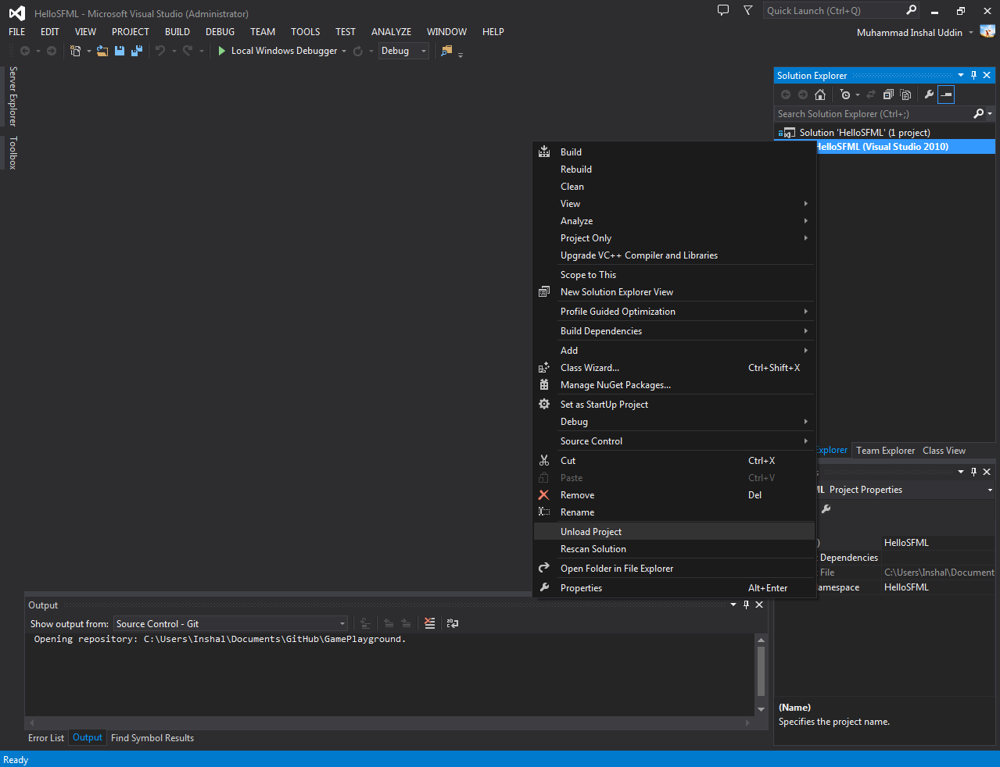 HelloSFML - Microsoft Visual Studio (Administrator)
Quick Launch (Ctrl+Q)
FILE EDIT VIEW PROJECT BUILD DEBUG TEAM TOOLS TEST ANALYZE WINDOW HELP
Muhammad Inshal Uddin
Local Windows Debugger
Debug
Server Explorer
Toolbox
Solution Explorer
Search Solution Explorer (Ctrl+;)
Solution 'HelloSFML' (1 project)
HelloSFML (Visual Studio 2010)
Build
Rebuild
Clean
View
Analyze
Project Only
Upgrade VC++ Compiler and Libraries
Scope to This
New Solution Explorer View
Profile Guided Optimization
Build Dependencies
Add
Class Wizard... Ctrl+Shift+X
Manage NuGet Packages...
Set as StartUp Project
Debug
Source Control
Cut Ctrl+X
Paste Ctrl+V
Remove Del
Rename
Unload Project
Rescan Solution
Open Folder in File Explorer
Properties Alt+Enter
Explorer Team Explorer Class View
ML Project Properties
) HelloSFML
Dependencies
File C:\Users\Inshal\Document
amespace HelloSFML
(Name)
Specifies the project name.
Output
Show output from: Source Control - Git
Opening repository: C:\Users\Inshal\Documents\GitHub\GamePlayground.
Error List Output Find Symbol Results
Ready